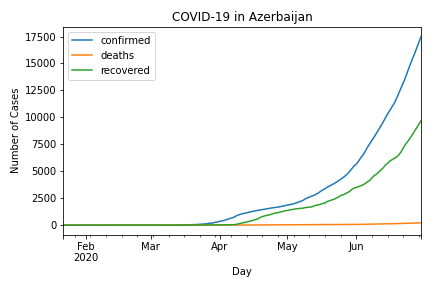 COVID-19 in Azerbaijan
confirmed
deaths
recovered
17500
15000
12500
10000
7500
5000
2500
0
Number of Cases
Feb
2020
Mar
Apr
May
Jun
Day